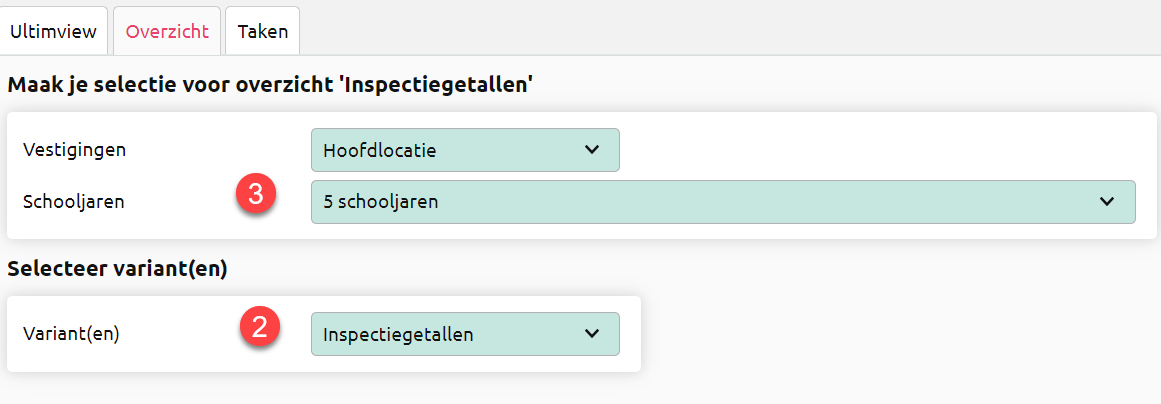 Ultimview Overzicht Taken
Maak je selectie voor overzicht 'Inspectiegetallen'
Vestigingen Hoofdlocatie
Schooljaren 3 5 schooljaren
Selecteer variant(en)
Variant(en) 2 Inspectiegetallen